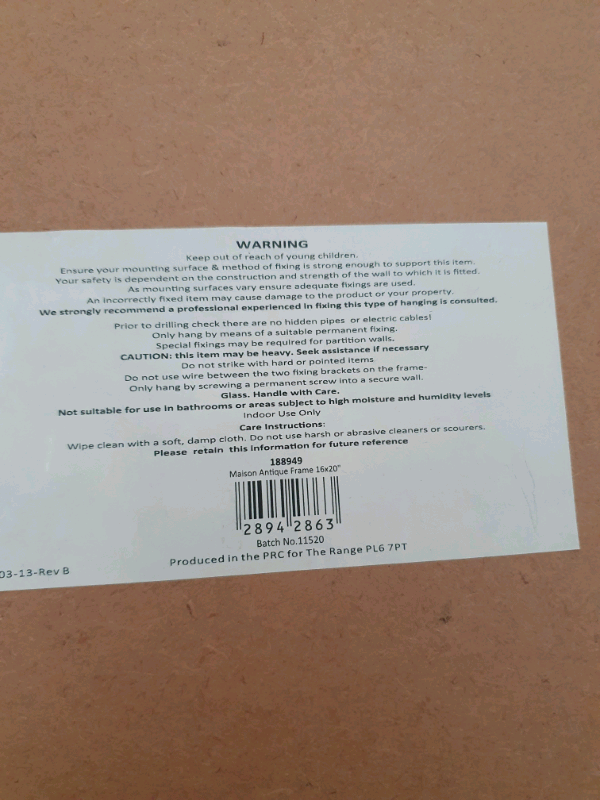 WARNING
Keep out of reach of young children.
Ensure your mounting surface & method of fixing is strong enough to support this item.
Your safety is dependent on the construction and strength of the wall to which it is fitted.
As mounting surfaces vary ensure adequate fixings are used.
An incorrectly fixed item may cause damage to the product or your property.
We strongly recommend a professional experienced in fixing this type of hanging is consulted.
Prior to drilling check there are no hidden pipes or electric cables!
Only hang by means of a suitable permanent fixing.
Special fixings may be required for partition walls.
CAUTION: this item may be heavy. Seek assistance if necessary
Do not strike with hard or pointed items
Do not use wire between the two fixing brackets on the frame-
Only hang by screwing a permanent screw into a secure wall.
Glass. Handle with Care.
Not suitable for use in bathrooms or areas subject to high moisture and humidity levels
Indoor Use Only
Care Instructions:
Wipe clean with a soft, damp cloth. Do not use harsh or abrasive cleaners or scourers.
Please retain this information for future reference
188949
Maison Antique Frame 16x20"
2894 2863
Batch No.11520
Produced in the PRC for The Range PL6 7PT
03-13-Rev B